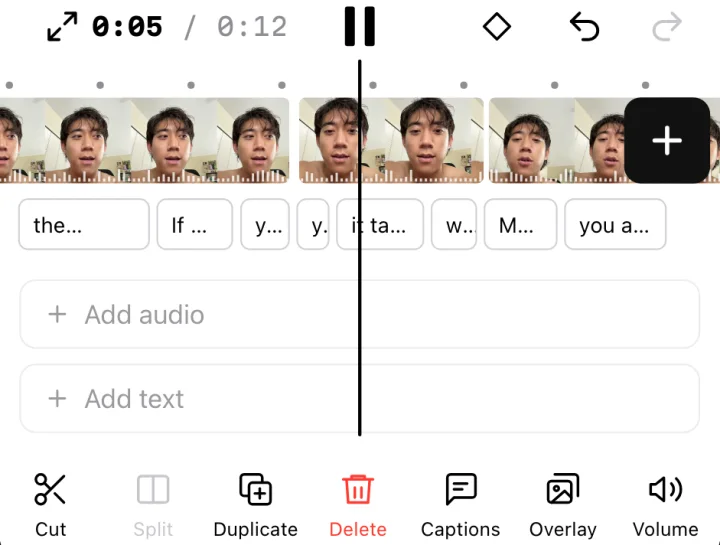 0:05 / 0:12
the... If ... y... y. it ta... w... M... you a...
+ Add audio
+ Add text
Cut Split Duplicate Delete Captions Overlay Volume